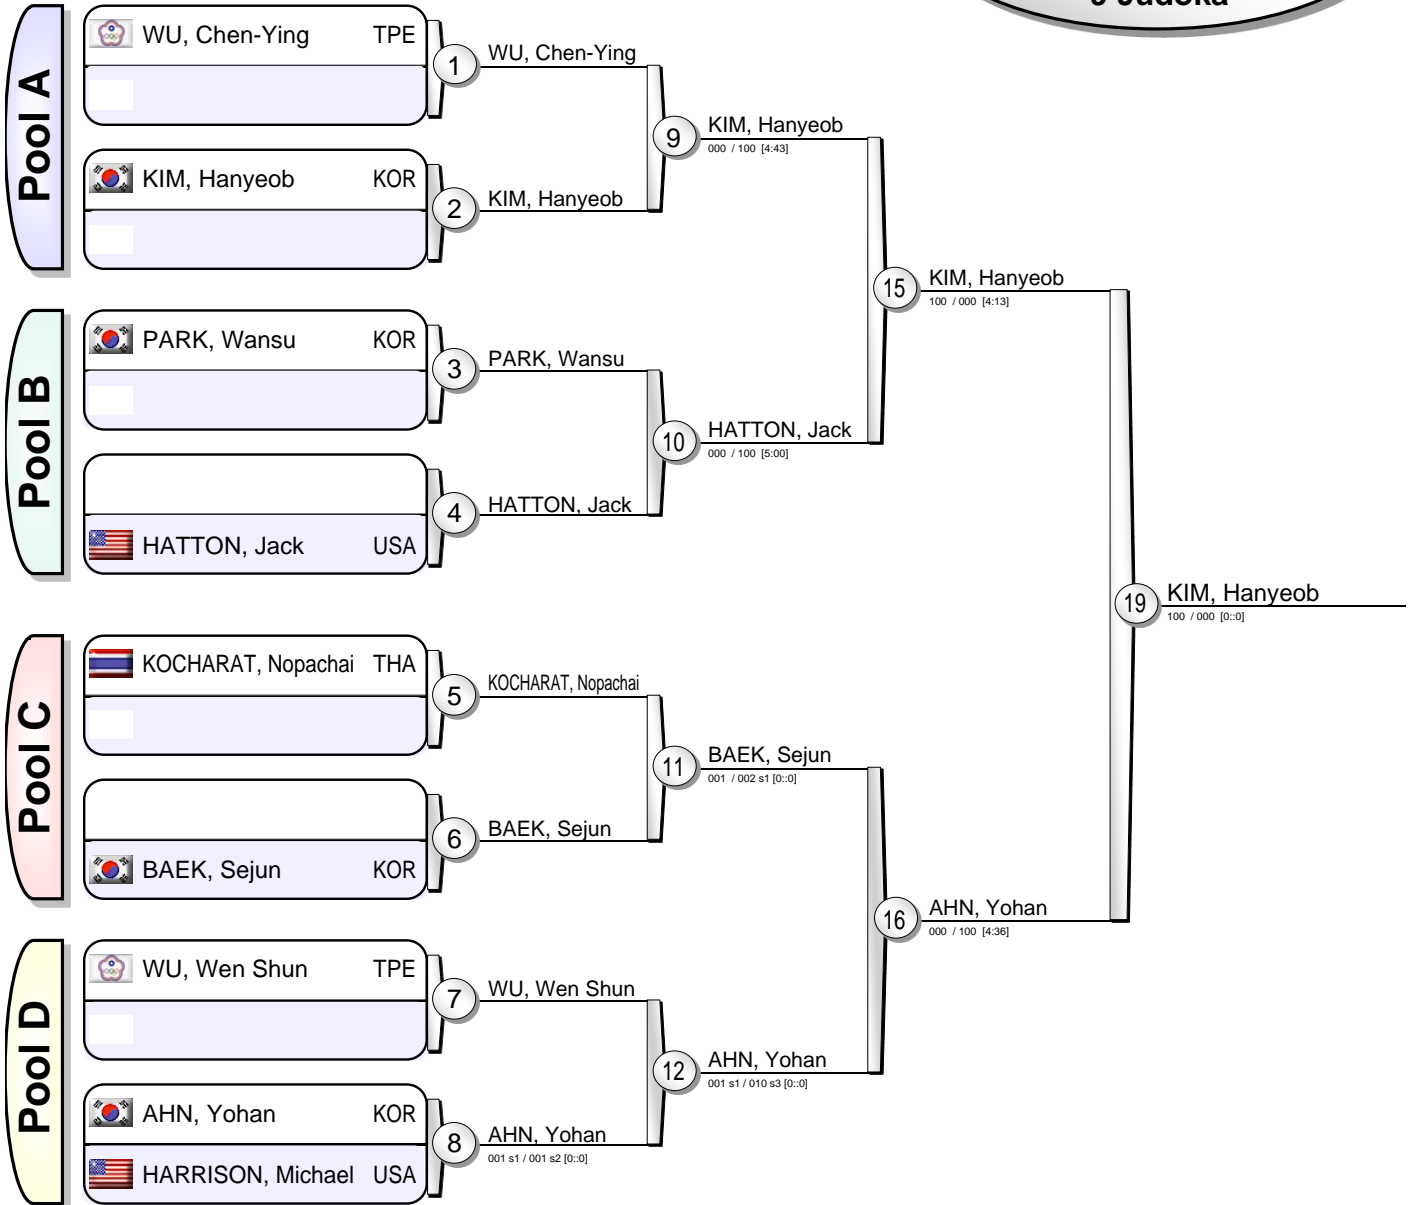 9 Judoka
Pool A
WU, Chen-Ying TPE
KIM, Hanyeob KOR
1
WU, Chen-Ying
2
KIM, Hanyeob
9
KIM, Hanyeob
000 / 100 [4:43]
Pool B
PARK, Wansu KOR
HATTON, Jack USA
3
PARK, Wansu
4
HATTON, Jack
10
HATTON, Jack
000 / 100 [5:00]
15
KIM, Hanyeob
100 / 000 [4:13]
Pool C
KOCHARAT, Nopachai THA
BAEK, Sejun KOR
5
KOCHARAT, Nopachai
6
BAEK, Sejun
11
BAEK, Sejun
001 / 002 s1 [0::0]
Pool D
WU, Wen Shun TPE
AHN, Yohan KOR
HARRISON, Michael USA
7
WU, Wen Shun
8
AHN, Yohan
001 s1 / 001 s2 [0::0]
12
AHN, Yohan
001 s1 / 010 s3 [0::0]
16
AHN, Yohan
000 / 100 [4:36]
19
KIM, Hanyeob
100 / 000 [0::0]